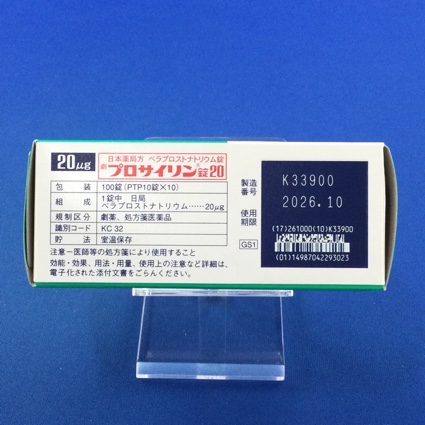 20μg
日本薬局方 ベラプロストナトリウム錠
劇 プロサイリン®錠20
包装 100錠(PTP10錠×10)
組成 1錠中 日局
ベラプロストナトリウム……20μg
規制区分 劇薬、処方箋医薬品
識別コード KC 32
貯法 室温保存
注意－医師等の処方箋により使用すること
効能・効果、用法・用量、使用上の注意など詳細は、
電子化された添付文書をごらんください。
製造番号 K33900
使用期限 2026.10
GS1
(17)261000(10)K33900
(01)14987042293023